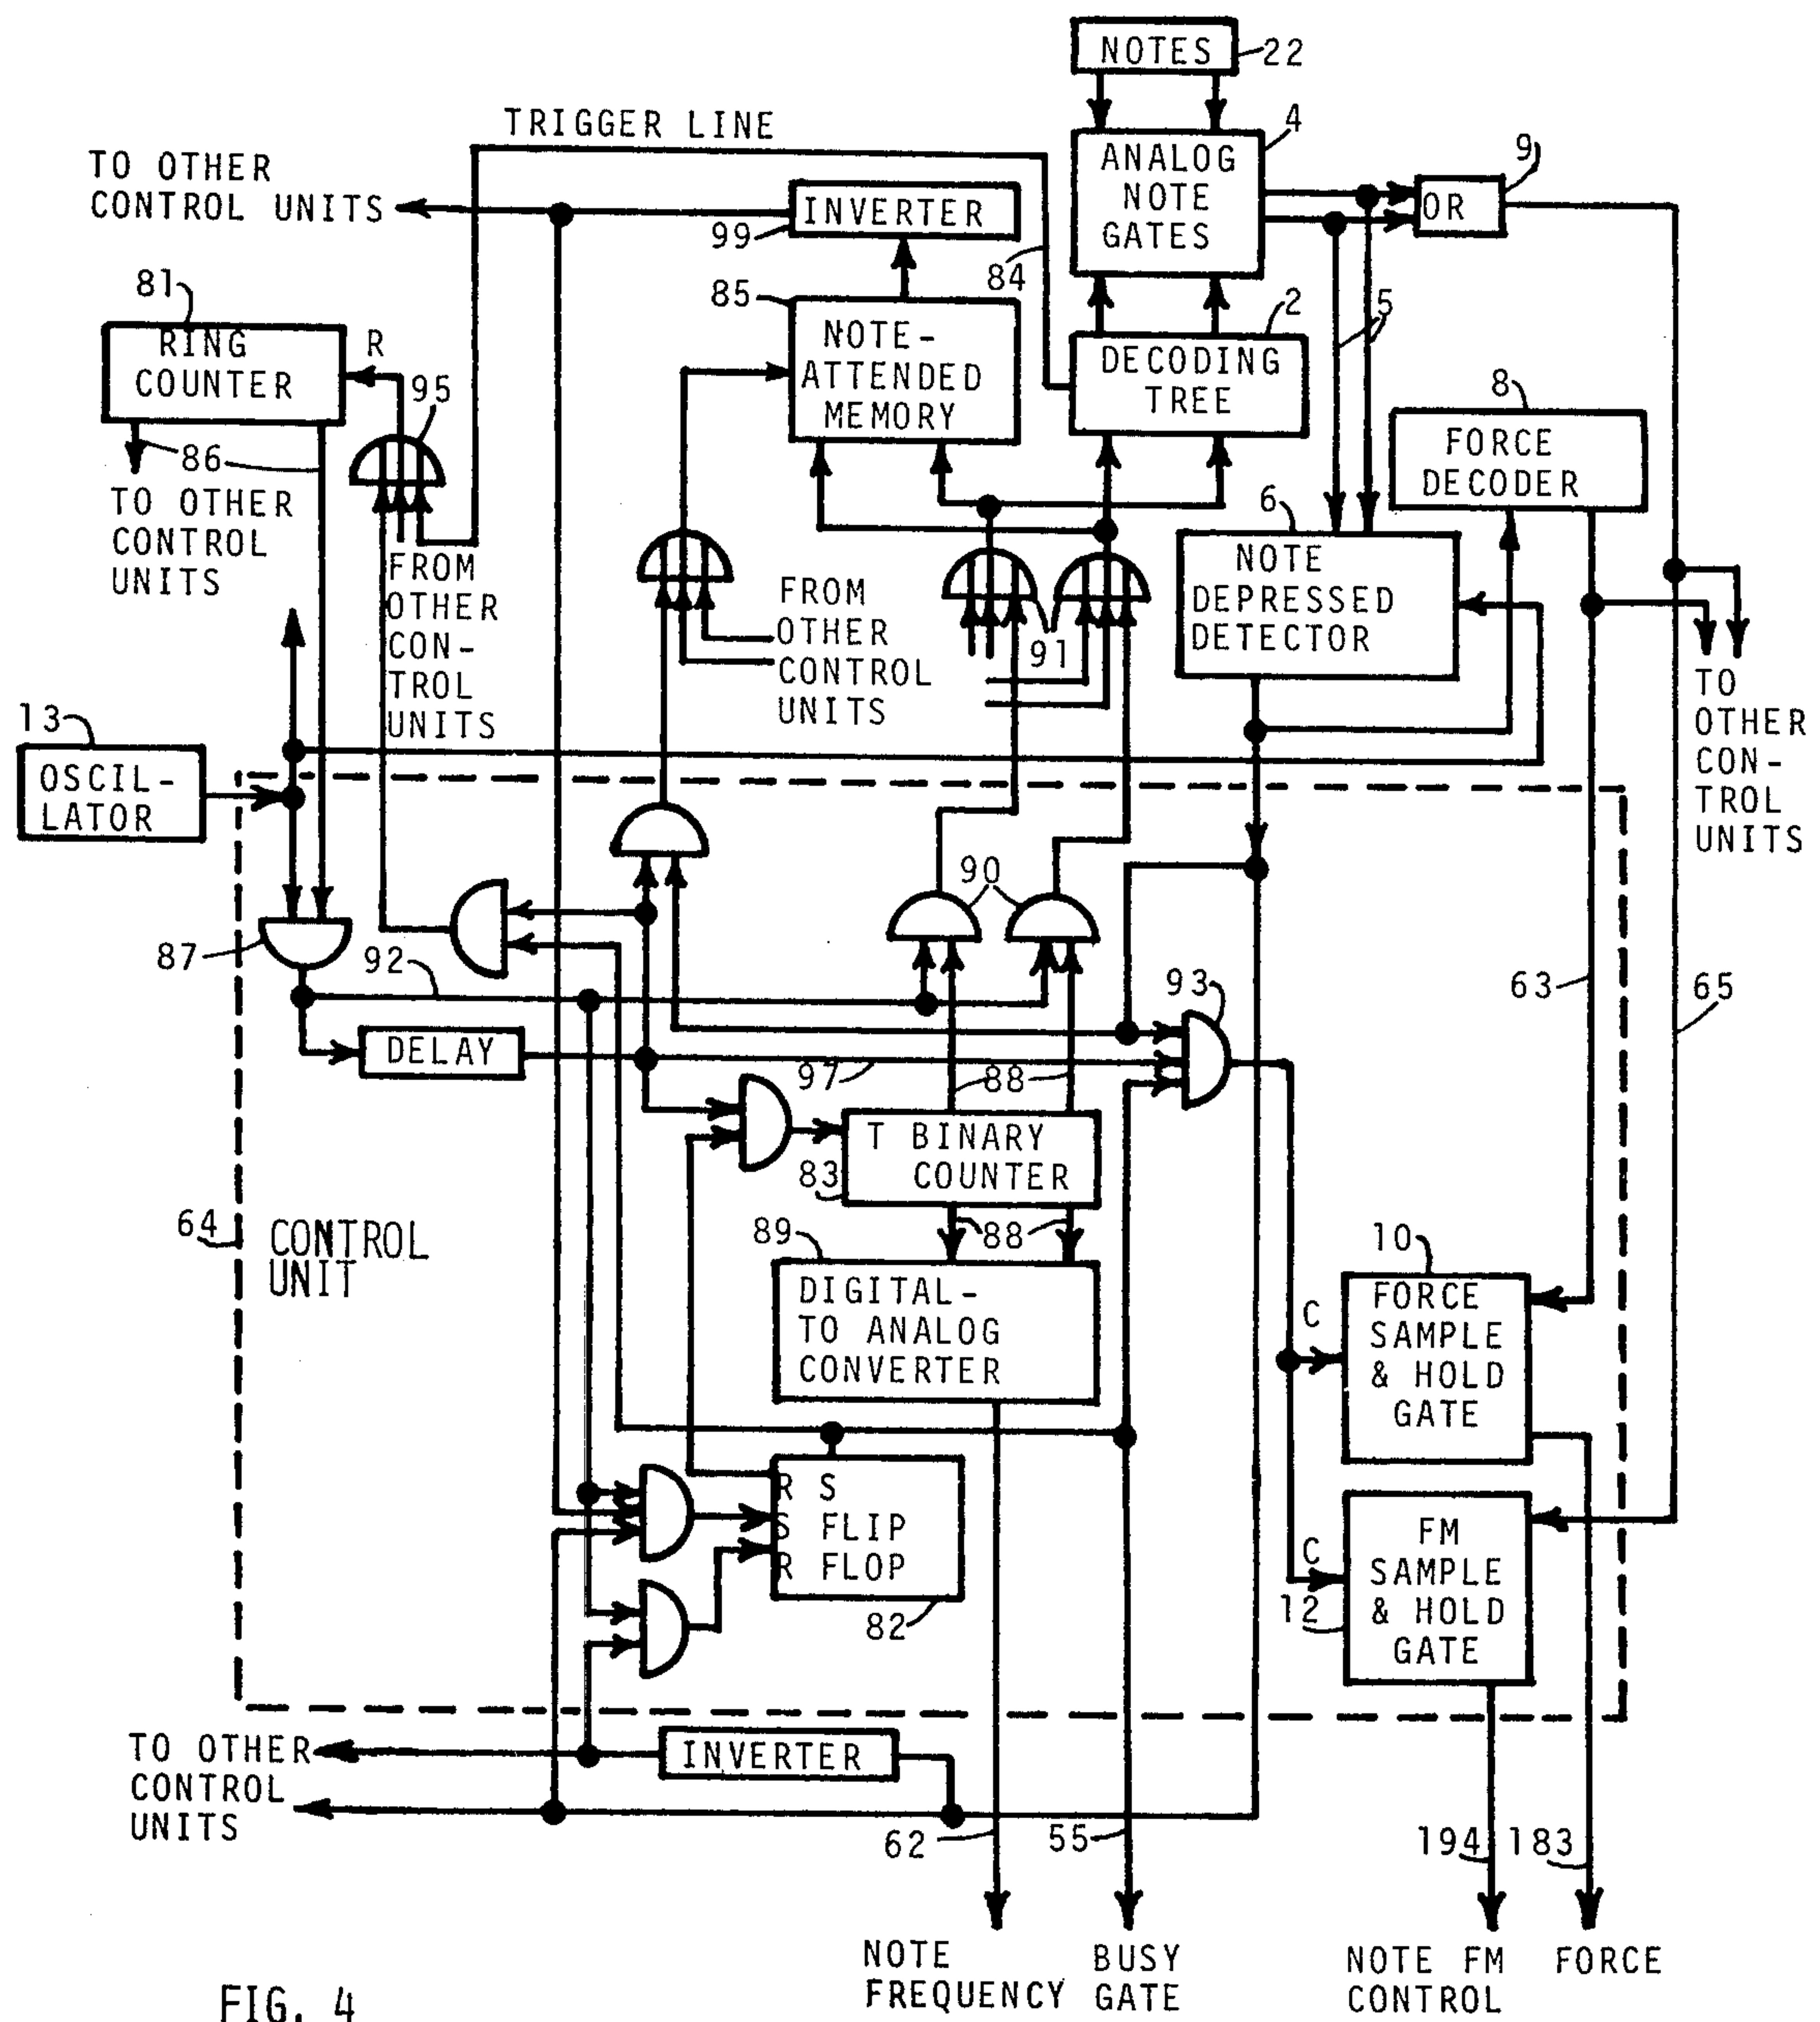 NOTES
22
TRIGGER LINE
4
ANALOG
NOTE
GATES
9
OR
TO OTHER
CONTROL UNITS
INVERTER
99
84
81
RING
COUNTER
R
95
85
NOTE-
ATTENDED
MEMORY
2
DECODING
TREE
5
8
FORCE
DECODER
86
TO OTHER
CONTROL
UNITS
FROM
OTHER
CON-
TROL
UNITS
FROM
OTHER
CONTROL
UNITS
91
6
NOTE
DEPRESSED
DETECTOR
TO
OTHER
CON-
TROL
UNITS
13
OSCIL-
LATOR
87
92
90
93
63
65
DELAY
97
88
T BINARY
COUNTER
83
88
64
CONTROL
UNIT
89
DIGITAL-
TO ANALOG
CONVERTER
10
FORCE
SAMPLE
& HOLD
GATE
C
R S
S FLIP
R FLOP
82
C
12
FM
SAMPLE
& HOLD
GATE
TO OTHER
CONTROL
UNITS
INVERTER
62
55
194
183
NOTE
FREQUENCY
BUSY
GATE
NOTE FM
CONTROL
FORCE
FIG. 4